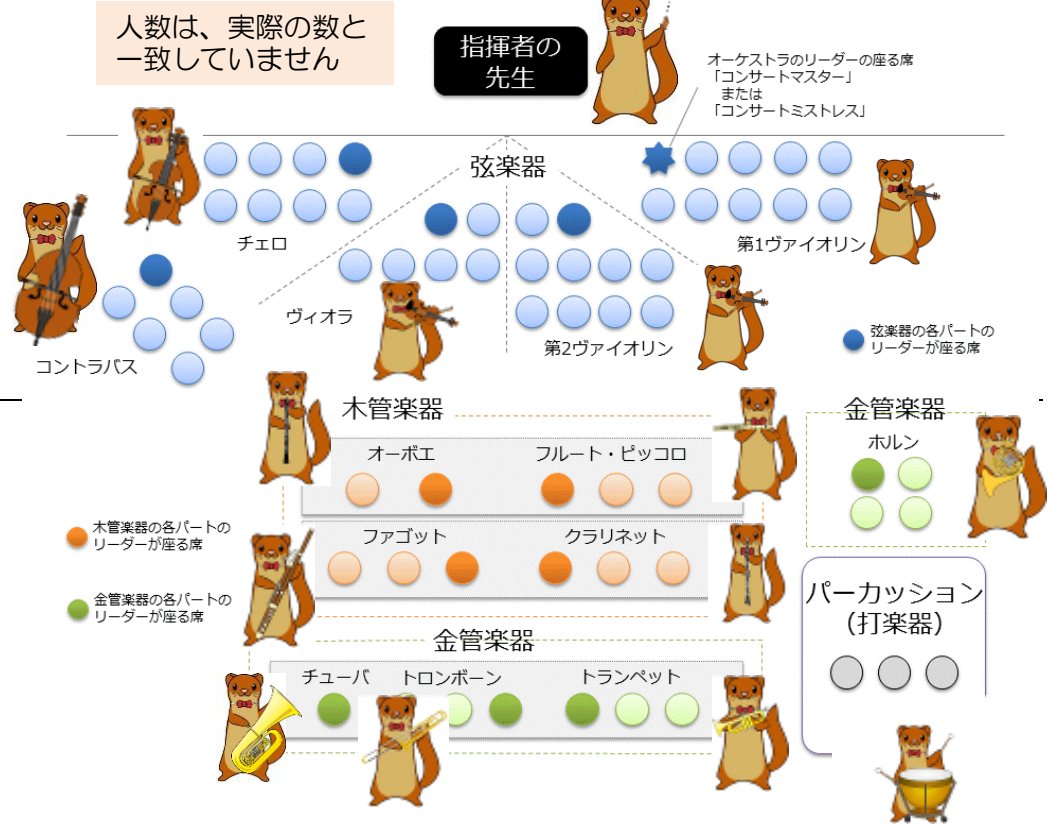 人数は、実際の数と
一致していません
指揮者の
先生
オーケストラのリーダーの座る席
「コンサートマスター」
または
「コンサートミストレス」
弦楽器
チェロ
第1ヴァイオリン
ヴィオラ
第2ヴァイオリン
コントラバス
弦楽器の各パートの
リーダーが座る席
木管楽器
金管楽器
オーボエ
フルート・ピッコロ
ホルン
木管楽器の各パートの
リーダーが座る席
ファゴット
クラリネット
金管楽器の各パートの
リーダーが座る席
パーカッション
（打楽器）
金管楽器
チューバ
トロンボーン
トランペット